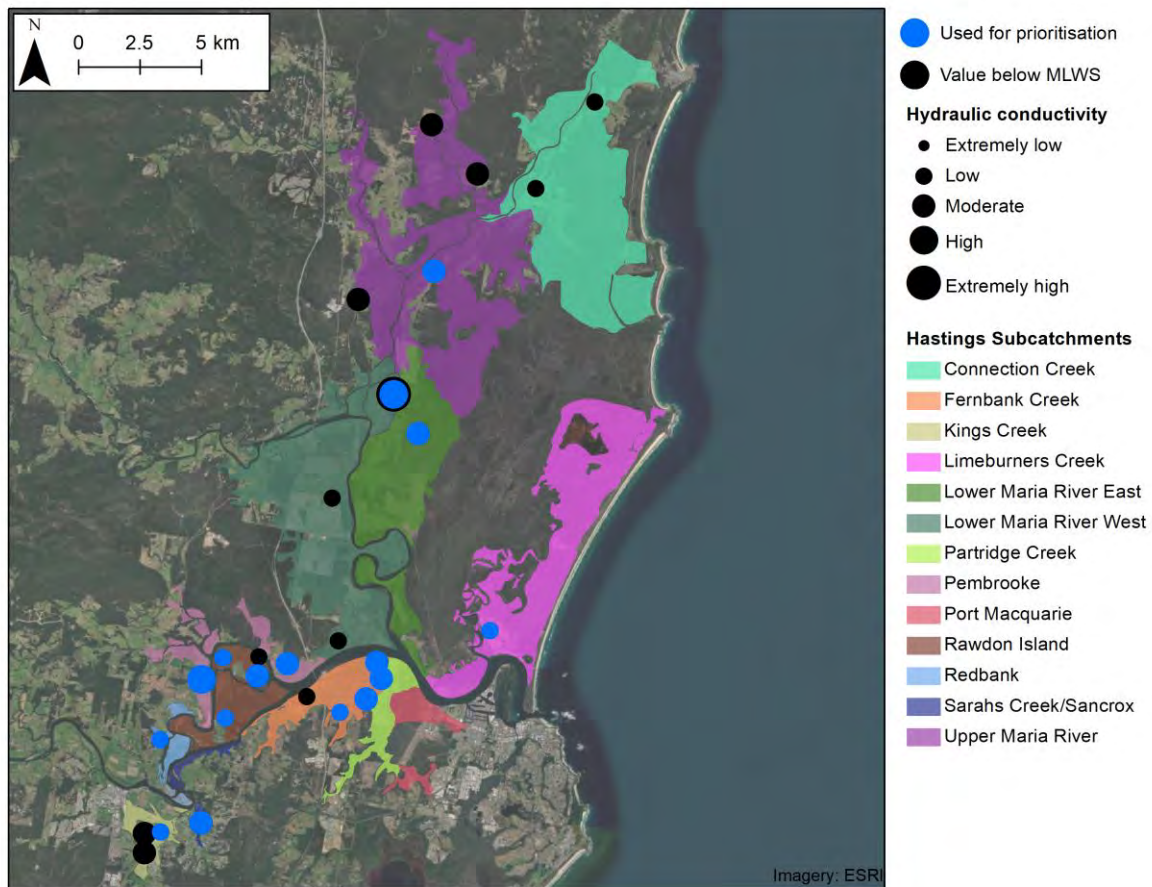 N
0 2.5 5 km
Used for prioritisation
Value below MLWS
Hydraulic conductivity
Extremely low
Low
Moderate
High
Extremely high
Hastings Subcatchments
Connection Creek
Fernbank Creek
Kings Creek
Limeburners Creek
Lower Maria River East
Lower Maria River West
Partridge Creek
Pembrooke
Port Macquarie
Rawdon Island
Redbank
Sarahs Creek/Sancrox
Upper Maria River
Imagery: ESRI